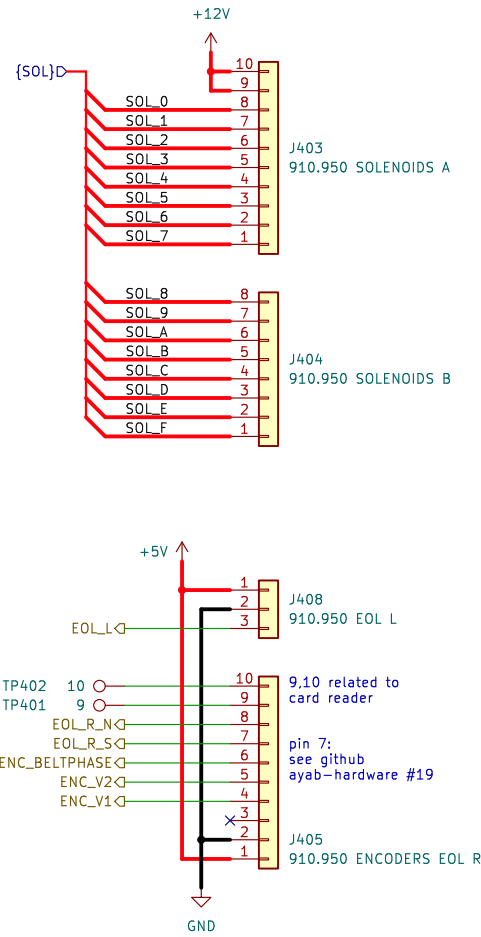 +12V
{SOL}
10
9
SOL_0 8
SOL_1 7
SOL_2 6
SOL_3 5
SOL_4 4
SOL_5 3
SOL_6 2
SOL_7 1
J403
910.950 SOLENOIDS A
SOL_8 8
SOL_9 7
SOL_A 6
SOL_B 5
SOL_C 4
SOL_D 3
SOL_E 2
SOL_F 1
J404
910.950 SOLENOIDS B
+5V
1
2
EOL_L 3
J408
910.950 EOL L
TP402 10 10
TP401 9 9
EOL_R_N 8
EOL_R_S 7
ENC_BELTPHASE 6
ENC_V2 5
ENC_V1 4
3
2
1
9,10 related to
card reader
pin 7:
see github
ayab-hardware #19
J405
910.950 ENCODERS EOL R
GND